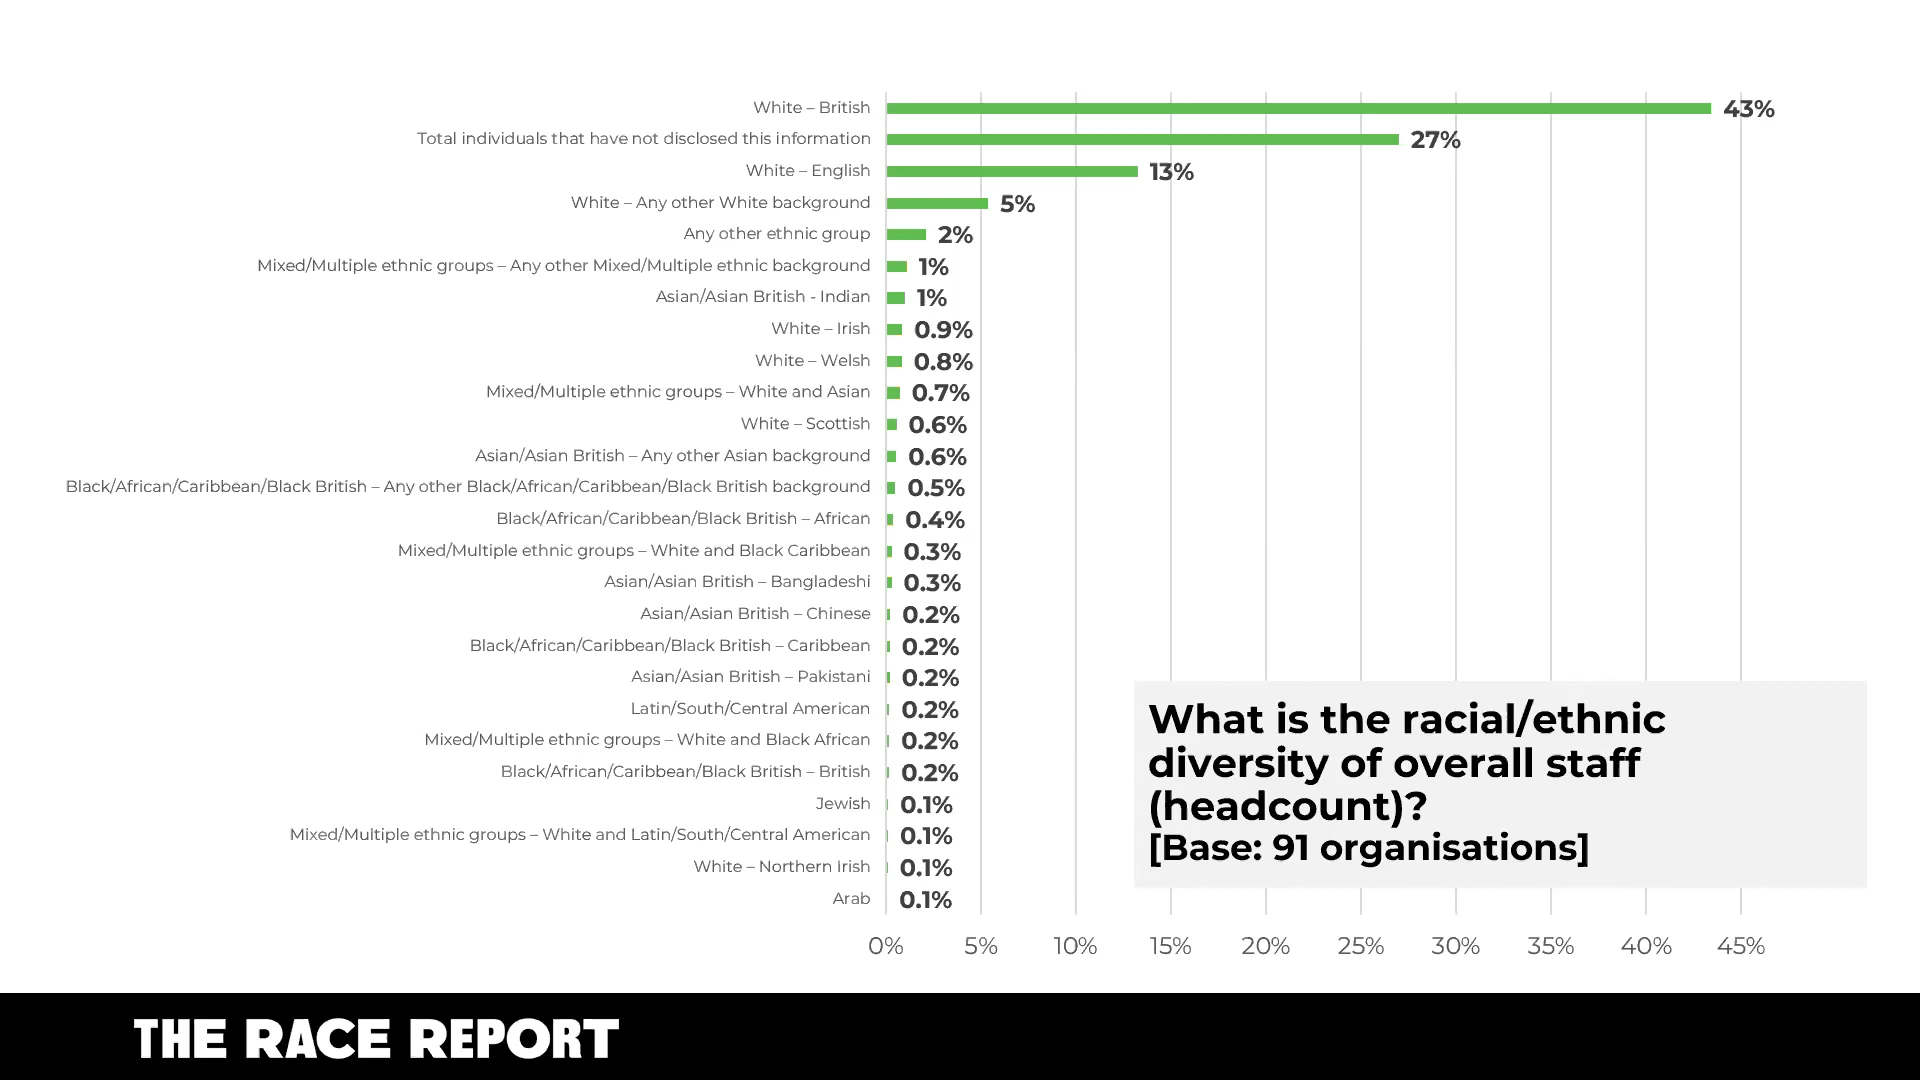 White – British 43%
Total individuals that have not disclosed this information 27%
White – English 13%
White – Any other White background 5%
Any other ethnic group 2%
Mixed/Multiple ethnic groups – Any other Mixed/Multiple ethnic background 1%
Asian/Asian British - Indian 1%
White – Irish 0.9%
White – Welsh 0.8%
Mixed/Multiple ethnic groups – White and Asian 0.7%
White – Scottish 0.6%
Asian/Asian British – Any other Asian background 0.6%
Black/African/Caribbean/Black British – Any other Black/African/Caribbean/Black British background 0.5%
Black/African/Caribbean/Black British – African 0.4%
Mixed/Multiple ethnic groups – White and Black Caribbean 0.3%
Asian/Asian British – Bangladeshi 0.3%
Asian/Asian British – Chinese 0.2%
Black/African/Caribbean/Black British – Caribbean 0.2%
Asian/Asian British – Pakistani 0.2%
Latin/South/Central American 0.2%
Mixed/Multiple ethnic groups – White and Black African 0.2%
Black/African/Caribbean/Black British – British 0.2%
Jewish 0.1%
Mixed/Multiple ethnic groups – White and Latin/South/Central American 0.1%
White – Northern Irish 0.1%
Arab 0.1%
0% 5% 10% 15% 20% 25% 30% 35% 40% 45%
What is the racial/ethnic
diversity of overall staff
(headcount)?
[Base: 91 organisations]
THE RACE REPORT